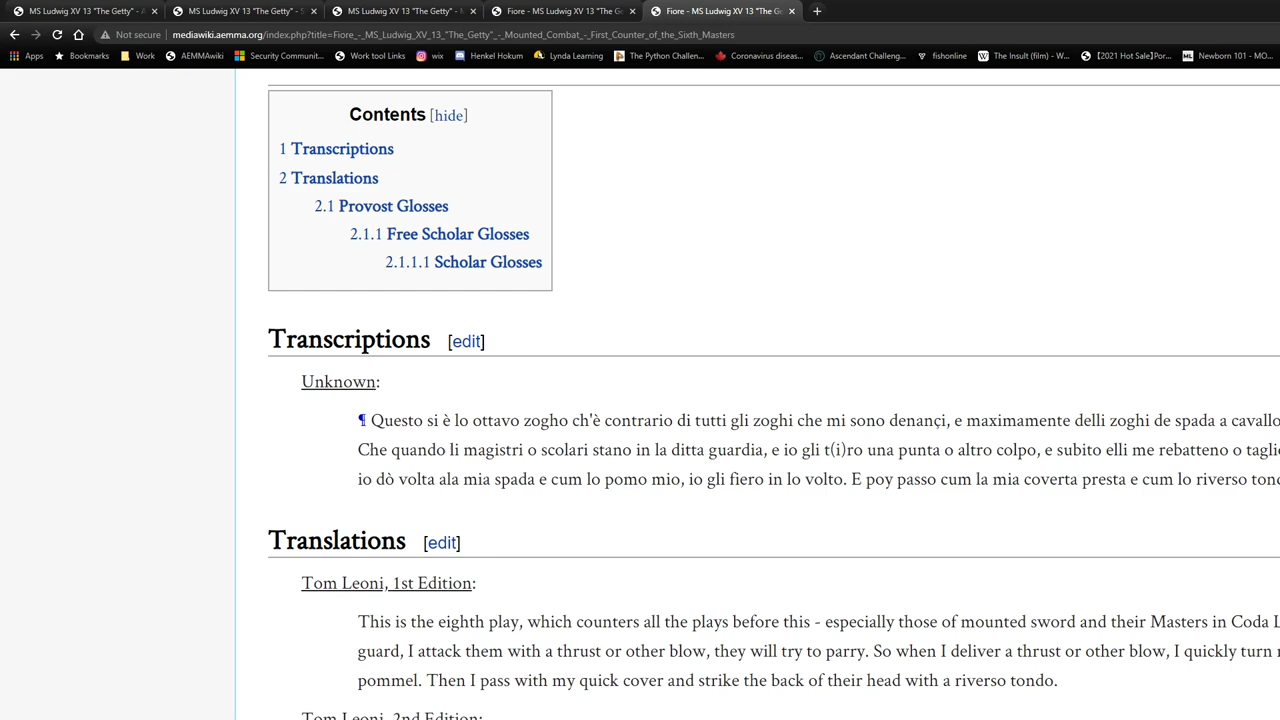 MS Ludwig XV 13 "The Getty" - A
MS Ludwig XV 13 "The Getty" - S
MS Ludwig XV 13 "The Getty" - M
Fiore - MS Ludwig XV 13 "The Ge
Fiore - MS Ludwig XV 13 "The Ge
Not secure mediawiki.aemma.org/index.php?title=Fiore_-_MS_Ludwig_XV_13_"The_Getty"_-_Mounted_Combat_-_First_Counter_of_the_Sixth_Masters
Apps Bookmarks Work AEMMAwiki Security Communit... Work tool Links wix Henkel Hokum Lynda Learning The Python Challen... Coronavirus diseas... Ascendant Challeng... fishonline The Insult (film) - W... 【2021 Hot Sale】Por... Newborn 101 - MO...
Contents [hide]
1 Transcriptions
2 Translations
2.1 Provost Glosses
2.1.1 Free Scholar Glosses
2.1.1.1 Scholar Glosses
Transcriptions [edit]
Unknown:
¶ Questo si è lo ottavo zogho ch'è contrario di tutti gli zoghi che mi sono denançi, e maximamente delli zoghi de spada a cavallo
Che quando li magistri o scolari stano in la ditta guardia, e io gli t(i)ro una punta o altro colpo, e subito elli me rebatteno o taglio
io dò volta ala mia spada e cum lo pomo mio, io gli fiero in lo volto. E poy passo cum la mia coverta presta e cum lo riverso tond
Translations [edit]
Tom Leoni, 1st Edition:
This is the eighth play, which counters all the plays before this - especially those of mounted sword and their Masters in Coda L
guard, I attack them with a thrust or other blow, they will try to parry. So when I deliver a thrust or other blow, I quickly turn
pommel. Then I pass with my quick cover and strike the back of their head with a riverso tondo.
Tom Leoni, 2nd Edition: